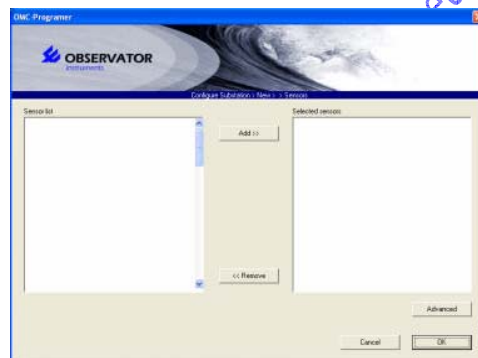 OMC-Programer
OBSERVATOR
instruments
Configure Substation > New > > Sensors
Sensor list
Selected sensors
Add >>
<< Remove
Advanced
Cancel
OK